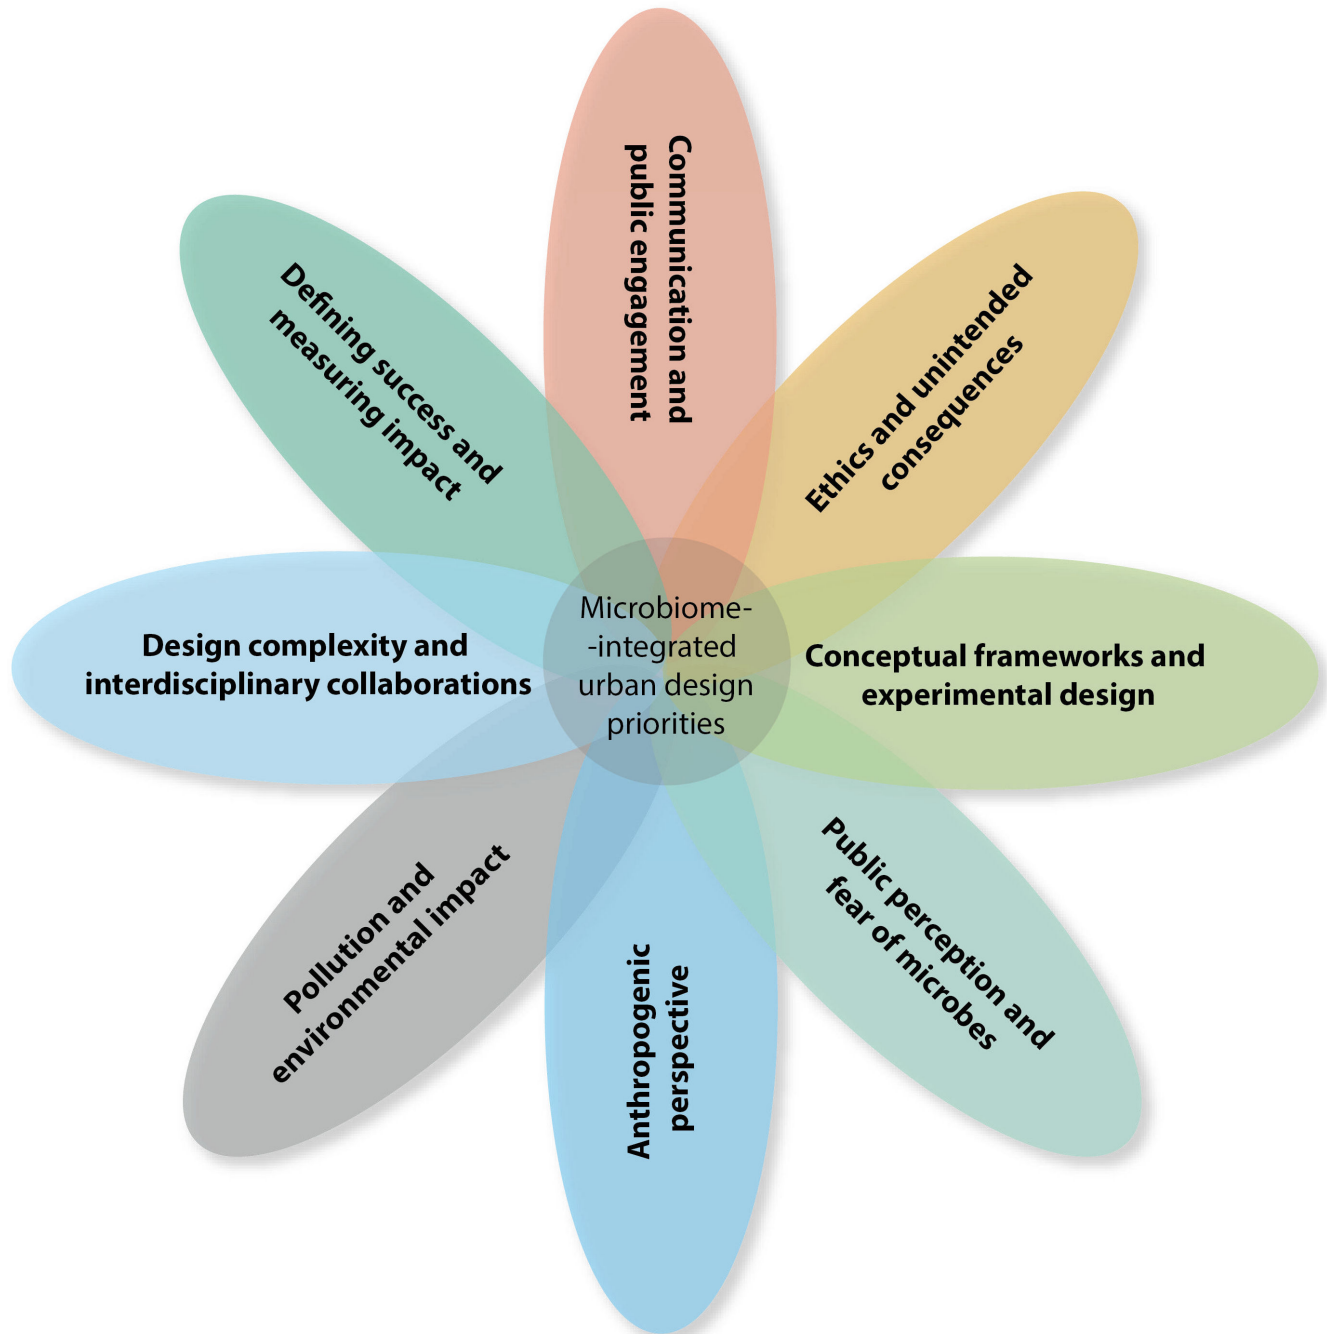 Communication and
public engagement
Ethics and unintended
consequences
Conceptual frameworks and
experimental design
Public perception and
fear of microbes
Anthropogenic
perspective
Pollution and
environmental impact
Design complexity and
interdisciplinary collaborations
Defining success and
measuring impact
Microbiome-
-integrated
urban design
priorities